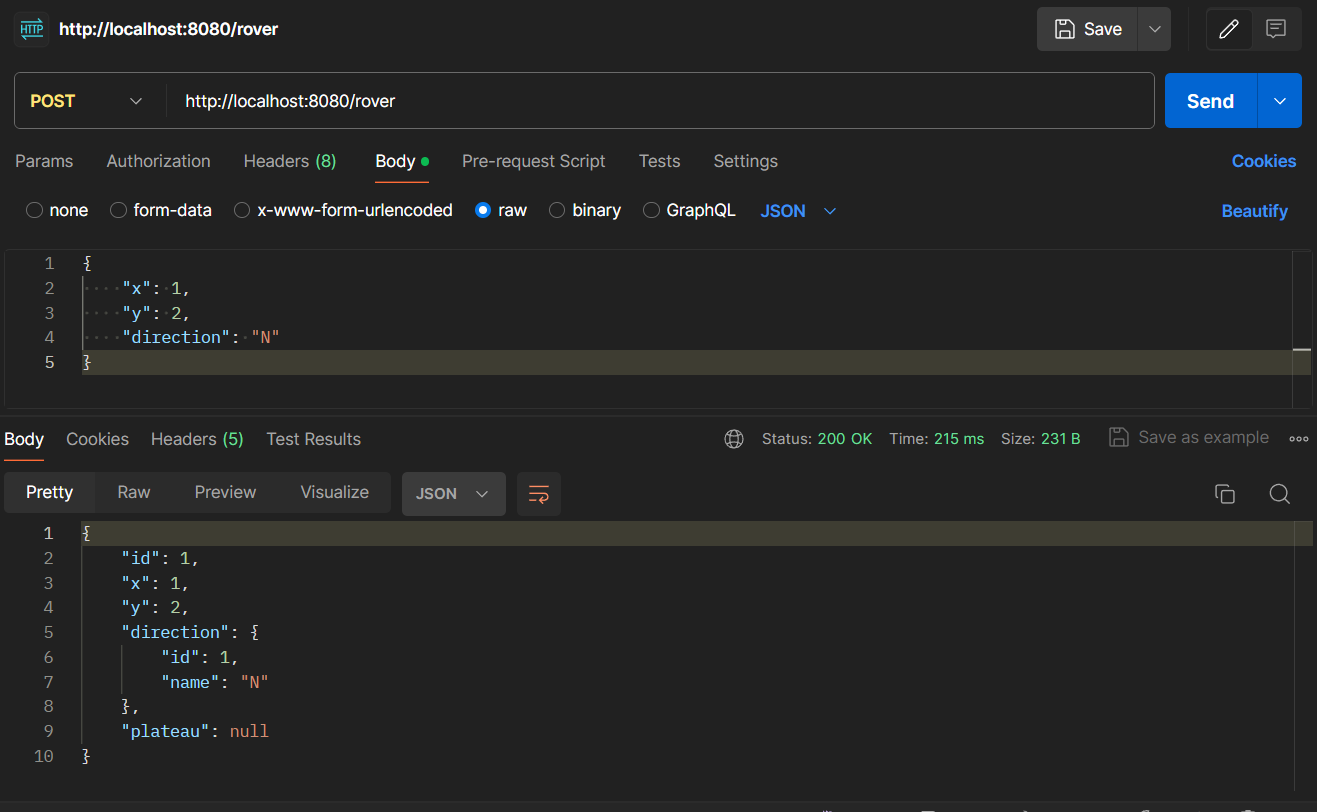 HTTP http://localhost:8080/rover Save
POST http://localhost:8080/rover Send
Params Authorization Headers (8) Body Pre-request Script Tests Settings Cookies
none form-data x-www-form-urlencoded raw binary GraphQL JSON Beautify
1 {
2 "x": 1,
3 "y": 2,
4 "direction": "N"
5 }
Body Cookies Headers (5) Test Results Status: 200 OK Time: 215 ms Size: 231 B Save as example
Pretty Raw Preview Visualize JSON
1 {
2 "id": 1,
3 "x": 1,
4 "y": 2,
5 "direction": {
6 "id": 1,
7 "name": "N"
8 },
9 "plateau": null
10 }